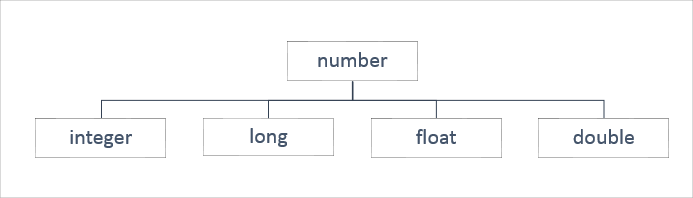 number
integer
long
float
double